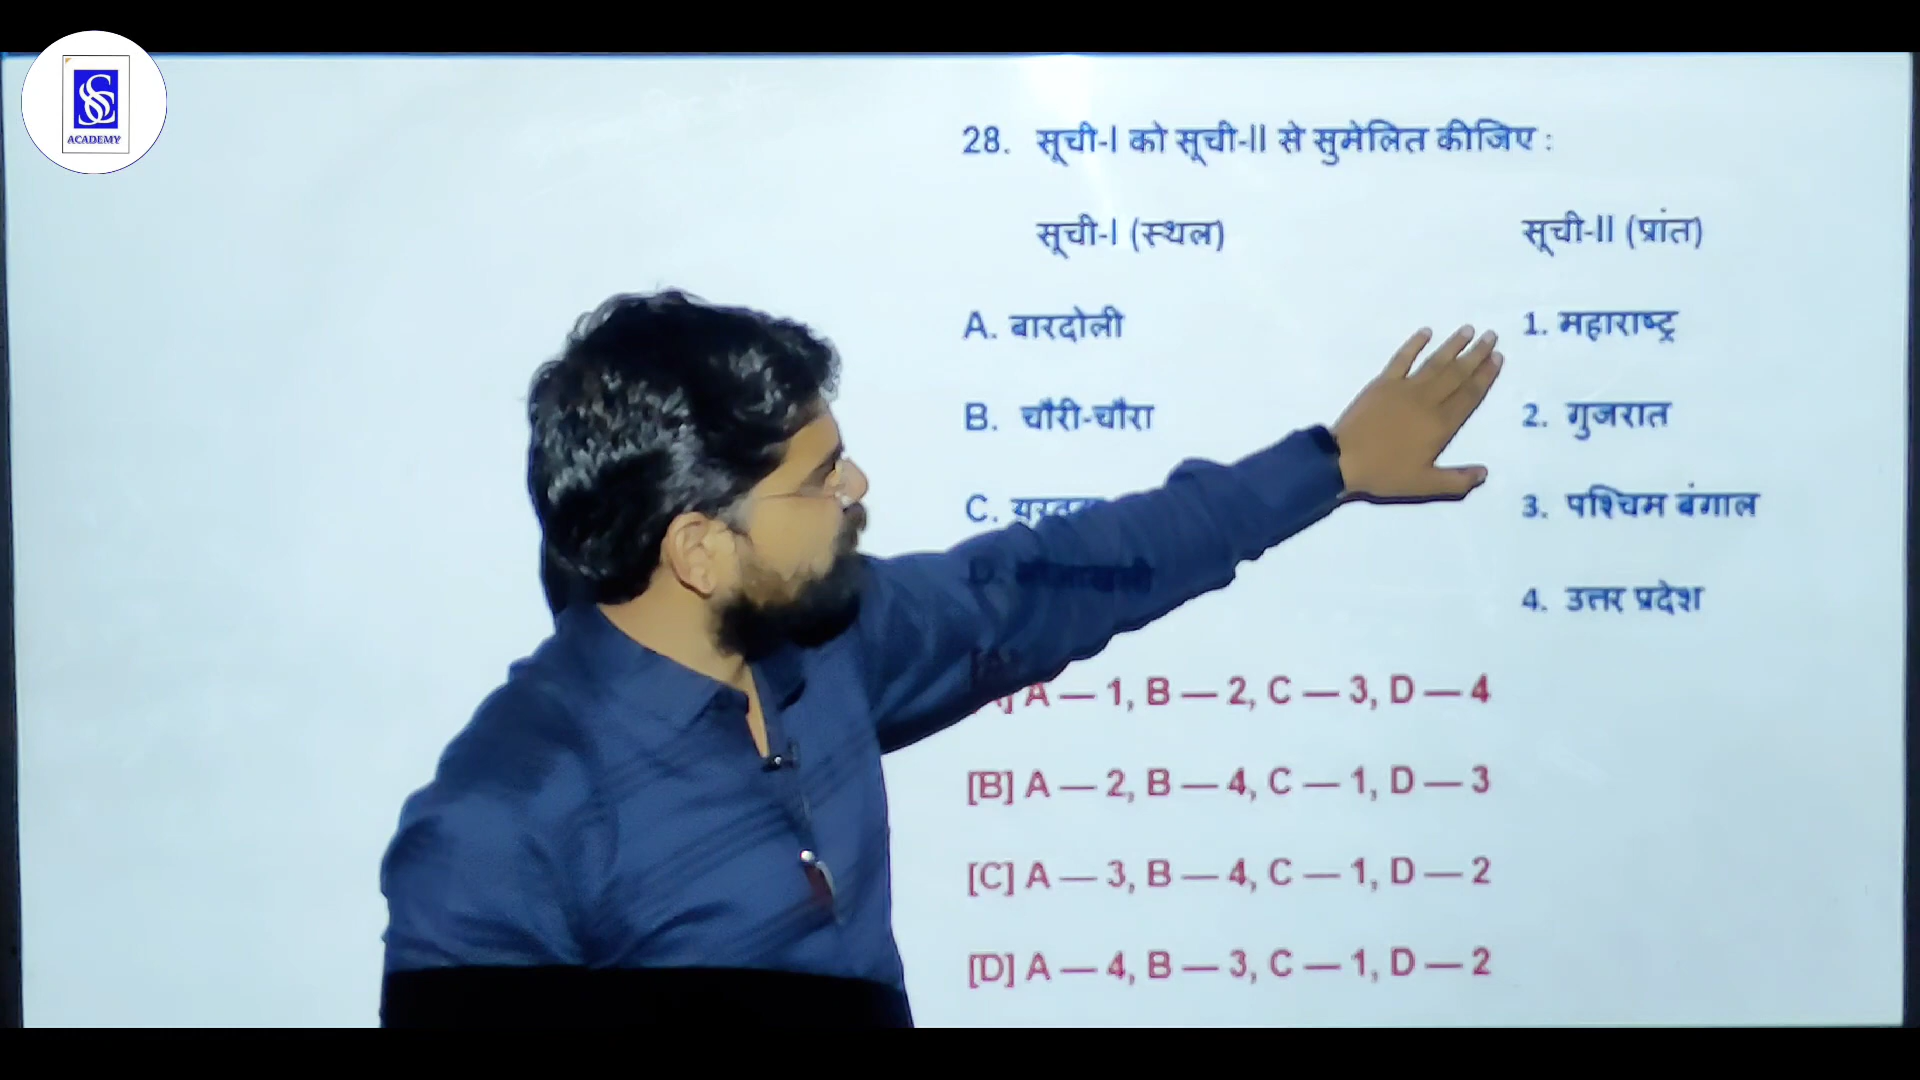 SSC
ACADEMY
28. सूची-I को सूची-II से सुमेलित कीजिए :
सूची-I (स्थल) सूची-II (प्रांत)
A. बारदोली 1. महाराष्ट्र
B. चौरी-चौरा 2. गुजरात
C. 3. पश्चिम बंगाल
D.
4. उत्तर प्रदेश
A — 1, B — 2, C — 3, D — 4
[B] A — 2, B — 4, C — 1, D — 3
[C] A — 3, B — 4, C — 1, D — 2
[D] A — 4, B — 3, C — 1, D — 2